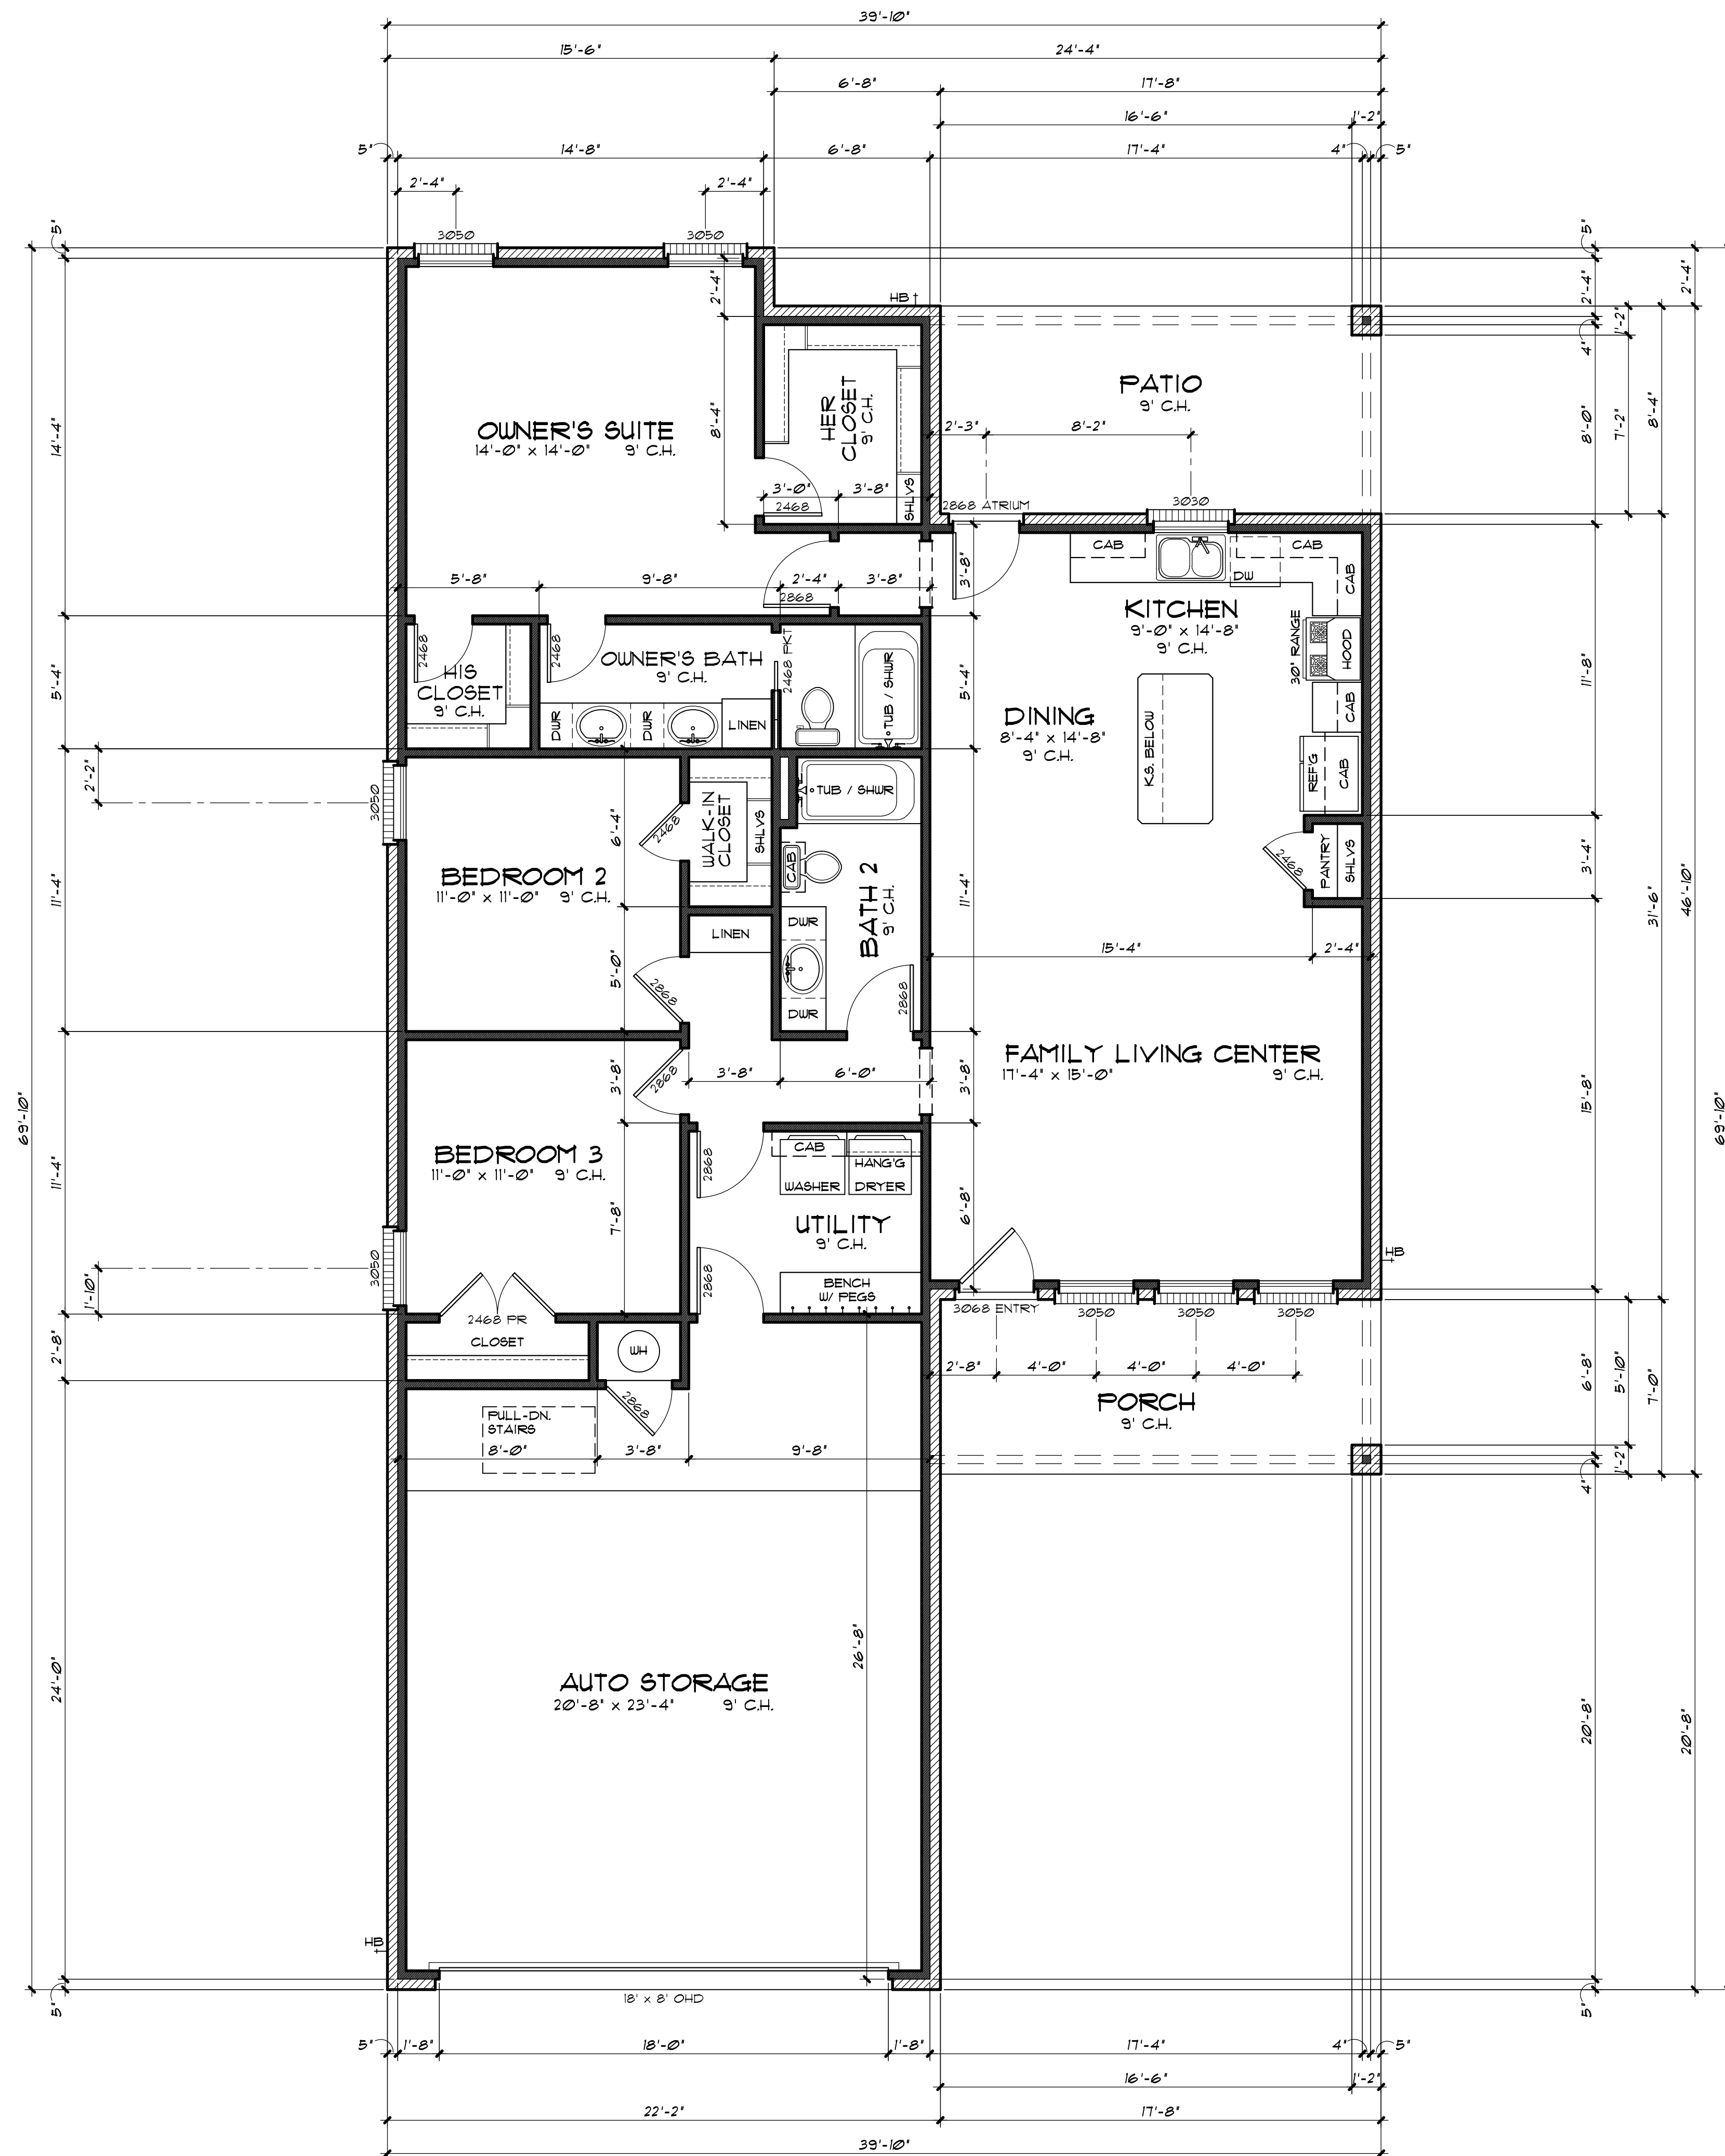 39'-10"
15'-6" 24'-4"
6'-8" 17'-8"
16'-6" 1'-2"
5" 14'-8" 6'-8" 17'-4" 4" 5"
2'-4" 2'-4"
3050 3050
5" 5"
2'-4" 2'-4" 2'-4"
HB
1'-2"
4"
PATIO
9' C.H.
HER
CLOSET
9' C.H.
14'-4"
8'-4"
OWNER'S SUITE
14'-0" x 14'-0" 9' C.H.
2'-3" 8'-2"
8'-0" 7'-2" 8'-4"
3'-0" 3'-8"
SHLVS
2468
2868 ATRIUM
3030
CAB CAB
DW
CAB
3'-8"
5'-8" 9'-8" 2'-4" 3'-8"
2868
KITCHEN
9'-0" x 14'-8"
9' C.H.
30" RANGE
HOOD
2468
2468
2468 PKT
HIS
CLOSET
9' C.H.
OWNER'S BATH
9' C.H.
TUB / SHWR
5'-4" 5'-4"
11'-8"
DWR DWR LINEN
DINING
8'-4" x 14'-8"
9' C.H.
K.S. BELOW
CAB
REF'G CAB
2'-2"
3050
TUB / SHWR
WALK-IN
CLOSET
SHLVS
6'-4"
2468
CAB
BEDROOM 2
11'-0" x 11'-0" 9' C.H.
11'-4" 11'-4"
BATH 2
9' C.H.
2468
PANTRY
SHLVS
3'-4"
31'-6"
46'-10"
DWR
LINEN
15'-4" 2'-4"
5'-0"
2868
2868
DWR
FAMILY LIVING CENTER
17'-4" x 15'-0" 9' C.H.
3'-8"
2868
3'-8" 6'-0"
3'-8"
15'-8"
69'-10" 69'-10"
BEDROOM 3
11'-0" x 11'-0" 9' C.H.
11'-4"
CAB
HANG'G
WASHER DRYER
2868
6'-8"
7'-8"
UTILITY
9' C.H.
HB
3050
1'-10"
2868
BENCH
W/ PEGS
3068 ENTRY 3050 3050 3050
2468 PR
CLOSET
WH
2'-8"
2'-8" 4'-0" 4'-0" 4'-0"
6'-8" 5'-10" 7'-0"
PORCH
9' C.H.
2868
PULL-DN.
STAIRS
8'-0" 3'-8" 9'-8"
1'-2"
4"
26'-8"
AUTO STORAGE
20'-8" x 23'-4" 9' C.H.
24'-0"
20'-8" 20'-8"
HB
18' x 8' OHD
5" 5"
5" 1'-8" 18'-0" 1'-8" 17'-4" 4" 5"
16'-6" 1'-2"
22'-2" 17'-8"
39'-10"